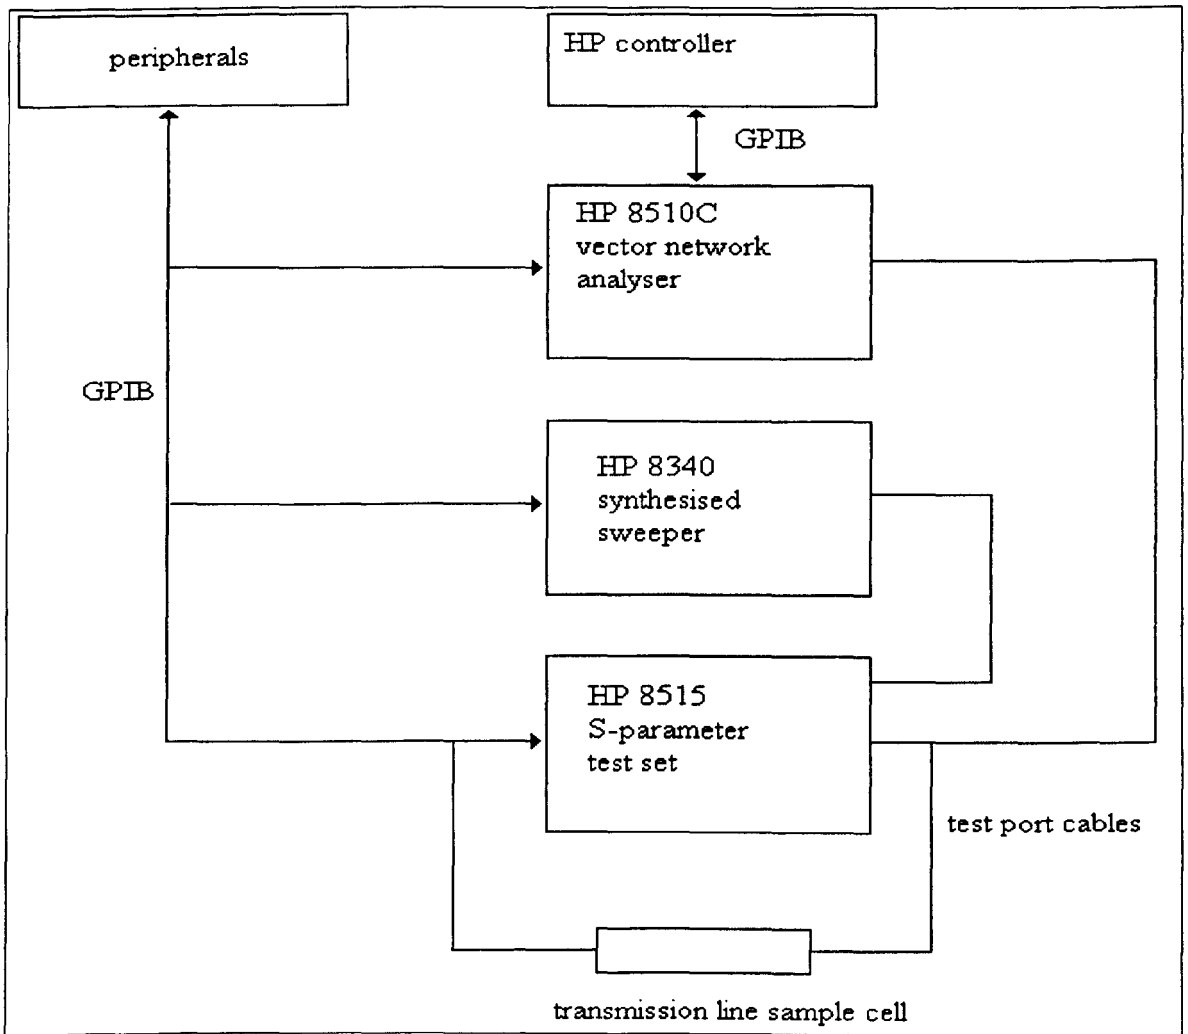 peripherals
HP controller
GPIB
HP 8510C
vector network
analyser
GPIB
HP 8340
synthesised
sweeper
HP 8515
S-parameter
test set
test port cables
transmission line sample cell